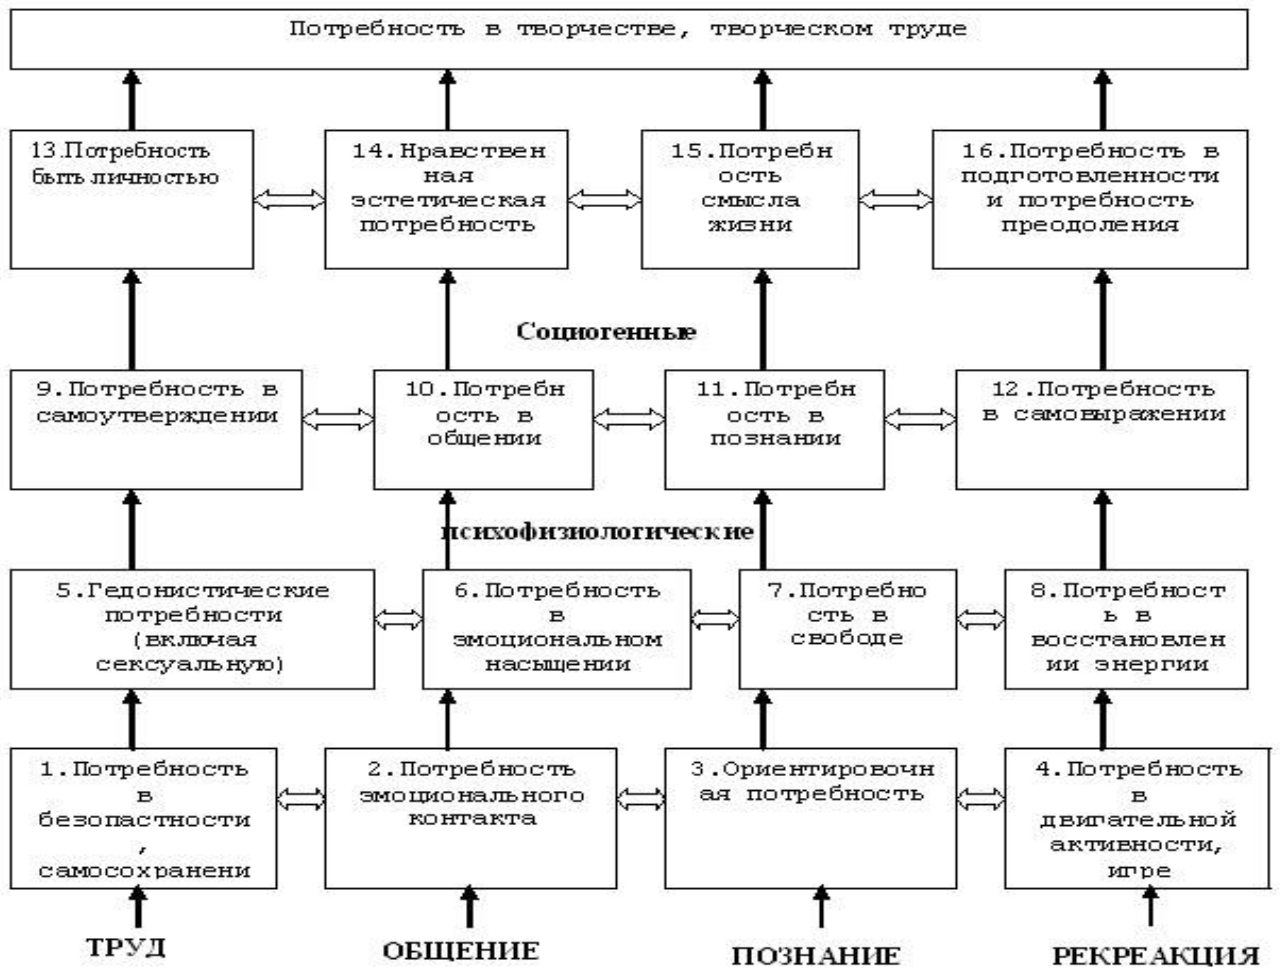 Потребность в творчестве, творческом труде
13.Потребность
быть личностью
14.Нравствен
ная
эстетическая
потребность
15.Потребн
ость
смысла
жизни
16.Потребность в
подготовленности
и потребность
преодоления
Социогенные
9.Потребность в
самоутверждении
10.Потребн
ость в
общении
11.Потребн
ость в
познании
12.Потребность
в самовыражении
психофизиологические
5.Гедонистические
потребности
(включая
сексуальную)
6.Потребность
в
эмоциональном
насыщении
7.Потребно
сть в
свободе
8.Потребност
ь в
восстановлен
ии энергии
1.Потребность
в
безопастности
,
самосохранени
2.Потребность
эмоционального
контакта
3.Ориентировочн
ая потребность
4.Потребность
в
двигательной
активности,
игре
ТРУД
ОБЩЕНИЕ
ПОЗНАНИЕ
РЕКРЕАКЦИЯ